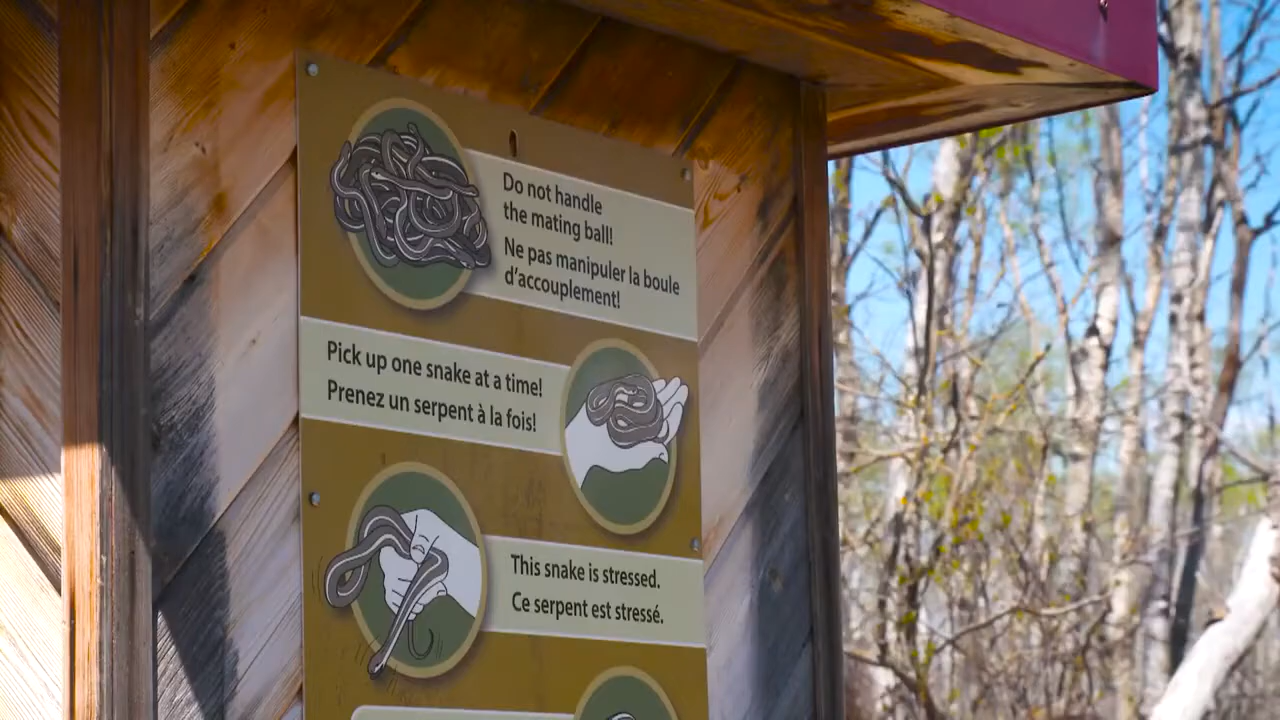 Do not handle
the mating ball!
Ne pas manipuler la boule
d'accouplement!
Pick up one snake at a time!
Prenez un serpent à la fois!
This snake is stressed.
Ce serpent est stressé.